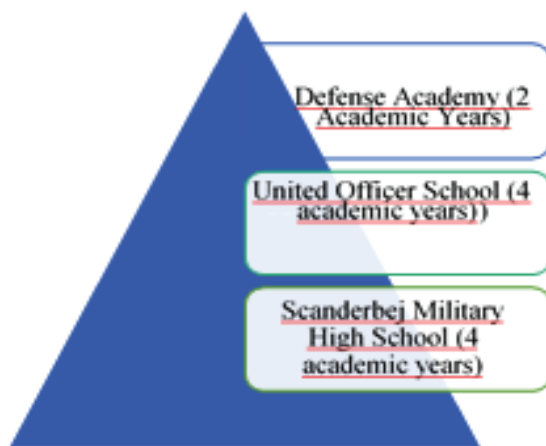 Defense Academy (2
Academic Years)
United Officer School (4
academic years))
Scanderbej Military
High School (4
academic years)